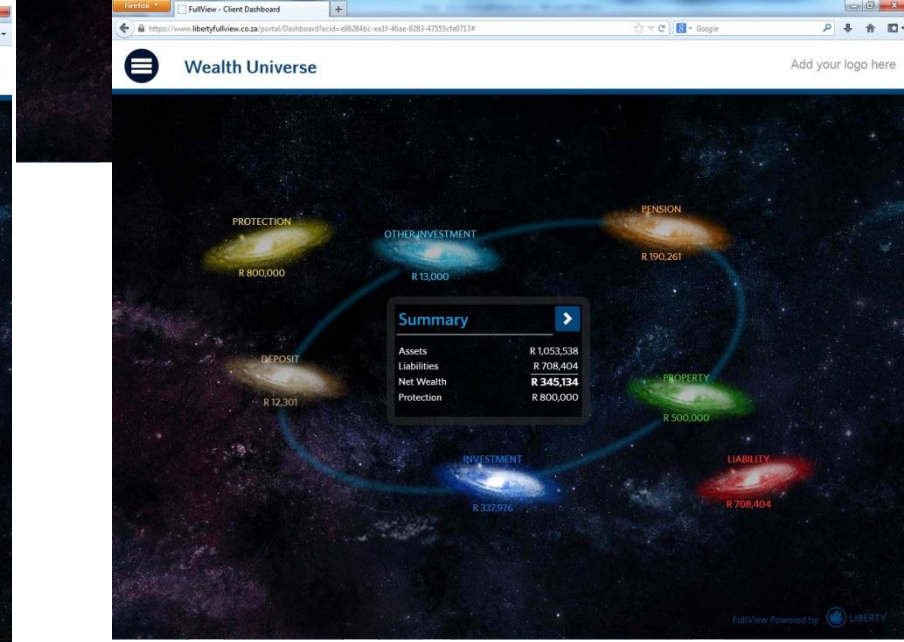 Firefox
FullView - Client Dashboard
+
https://www.libertyfullview.co.za/portal/Dashboard?ecid=e98284bc-ee1f-46ae-9283-47555cfe0717#
Google
Wealth Universe
Add your logo here
PENSION
R 190,261
PROTECTION
R 800,000
OTHER INVESTMENT
R 13,000
Summary
Assets R 1,053,538
Liabilities R 708,404
Net Wealth R 345,134
Protection R 800,000
DEPOSIT
R 12,301
PROPERTY
R 500,000
INVESTMENT
R 337,976
LIABILITY
R 708,404
FullView Powered by LIBERTY